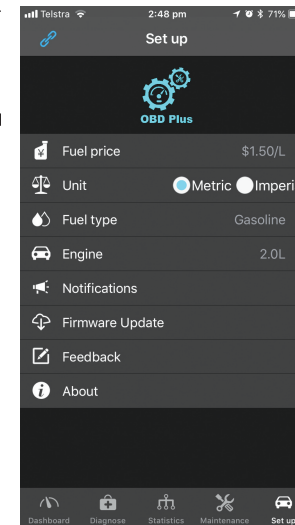 Telstra 2:48 pm 71%
Set up
OBD Plus
Fuel price $1.50/L
Unit Metric Imperi
Fuel type Gasoline
Engine 2.0L
Notifications
Firmware Update
Feedback
About
Dashboard Diagnose Statistics Maintenance Set up